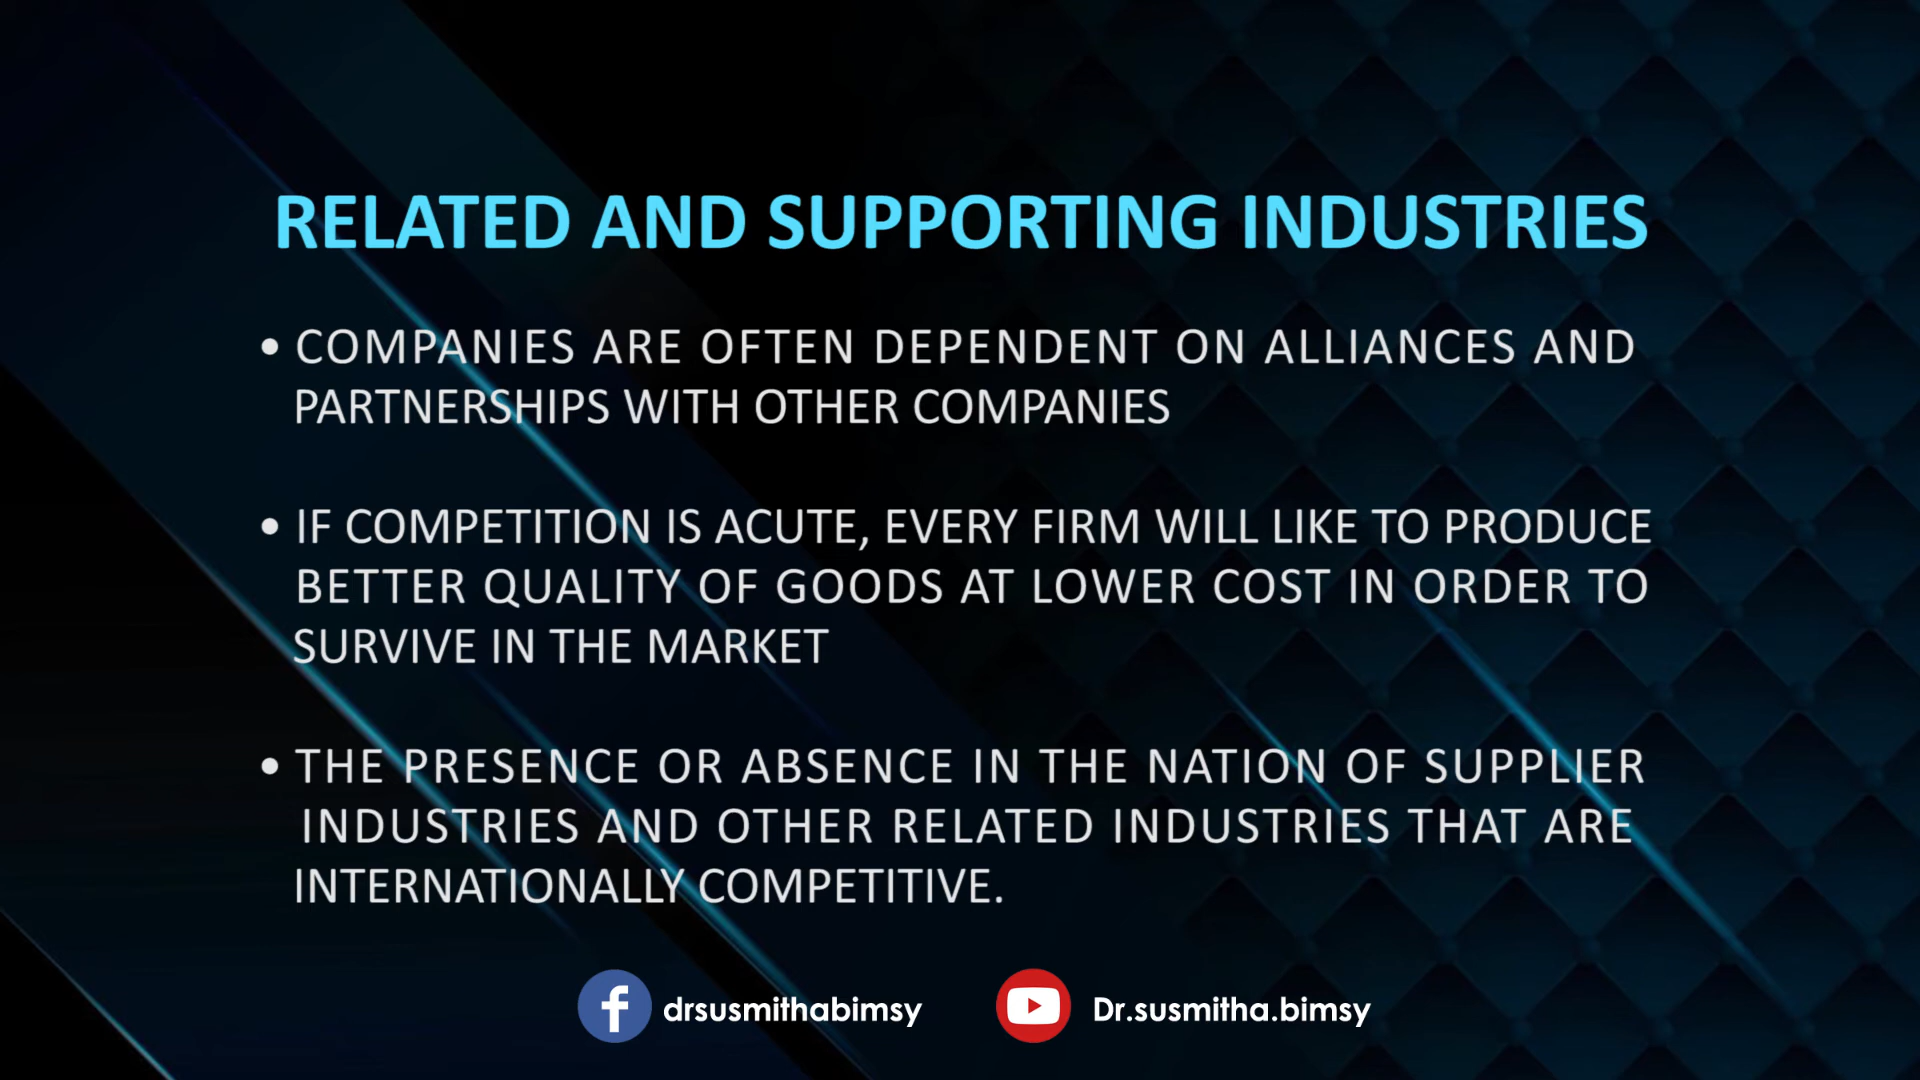 RELATED AND SUPPORTING INDUSTRIES
• COMPANIES ARE OFTEN DEPENDENT ON ALLIANCES AND
PARTNERSHIPS WITH OTHER COMPANIES
• IF COMPETITION IS ACUTE, EVERY FIRM WILL LIKE TO PRODUCE
BETTER QUALITY OF GOODS AT LOWER COST IN ORDER TO
SURVIVE IN THE MARKET
• THE PRESENCE OR ABSENCE IN THE NATION OF SUPPLIER
INDUSTRIES AND OTHER RELATED INDUSTRIES THAT ARE
INTERNATIONALLY COMPETITIVE.
drsusmithabimsy Dr.susmitha.bimsy